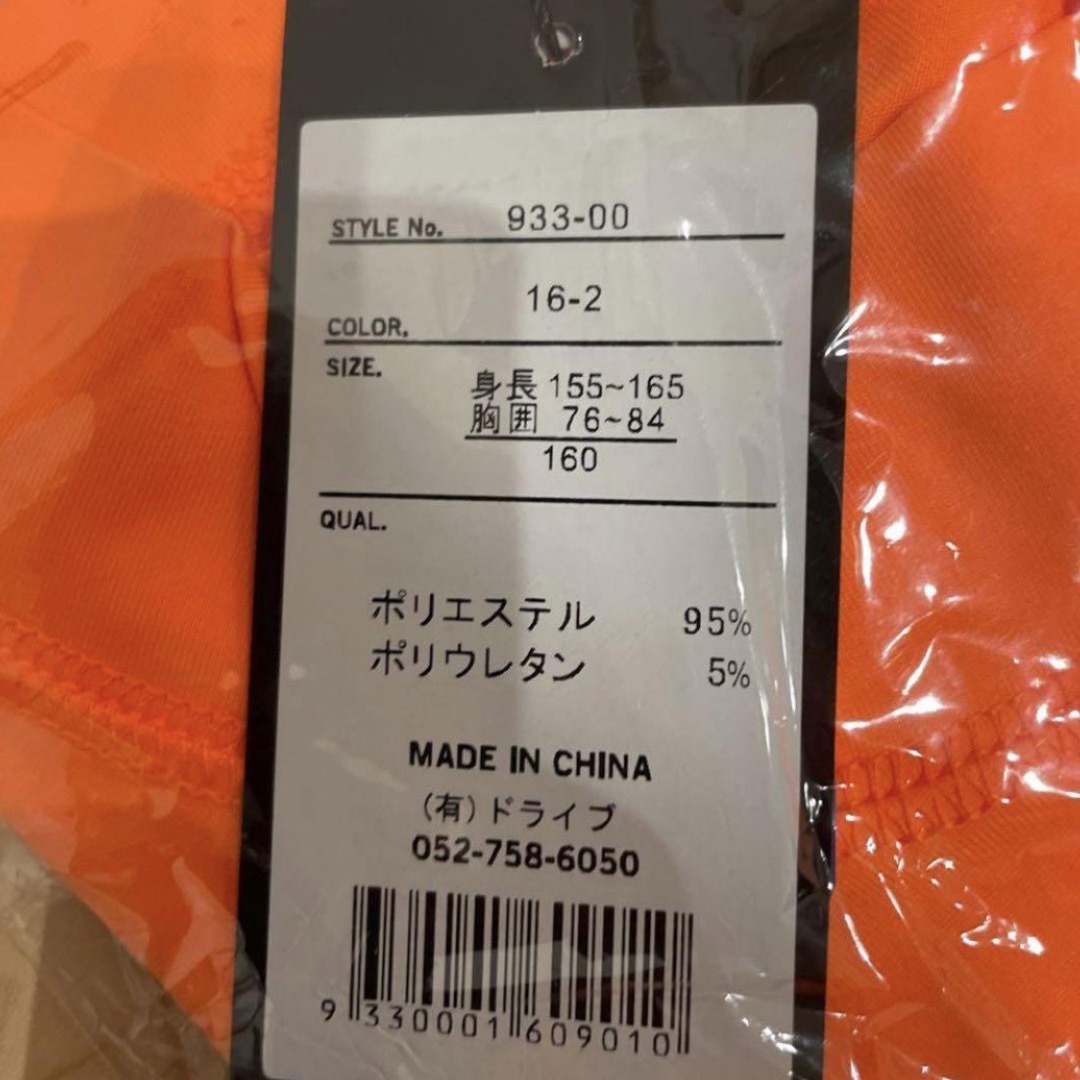 STYLE No. 933-00
16-2
COLOR.
SIZE.
身長 155~165
胸囲 76~84
160
QUAL.
ポリエステル 95%
ポリウレタン 5%
MADE IN CHINA
(有)ドライブ
052-758-6050
9 330001 609010